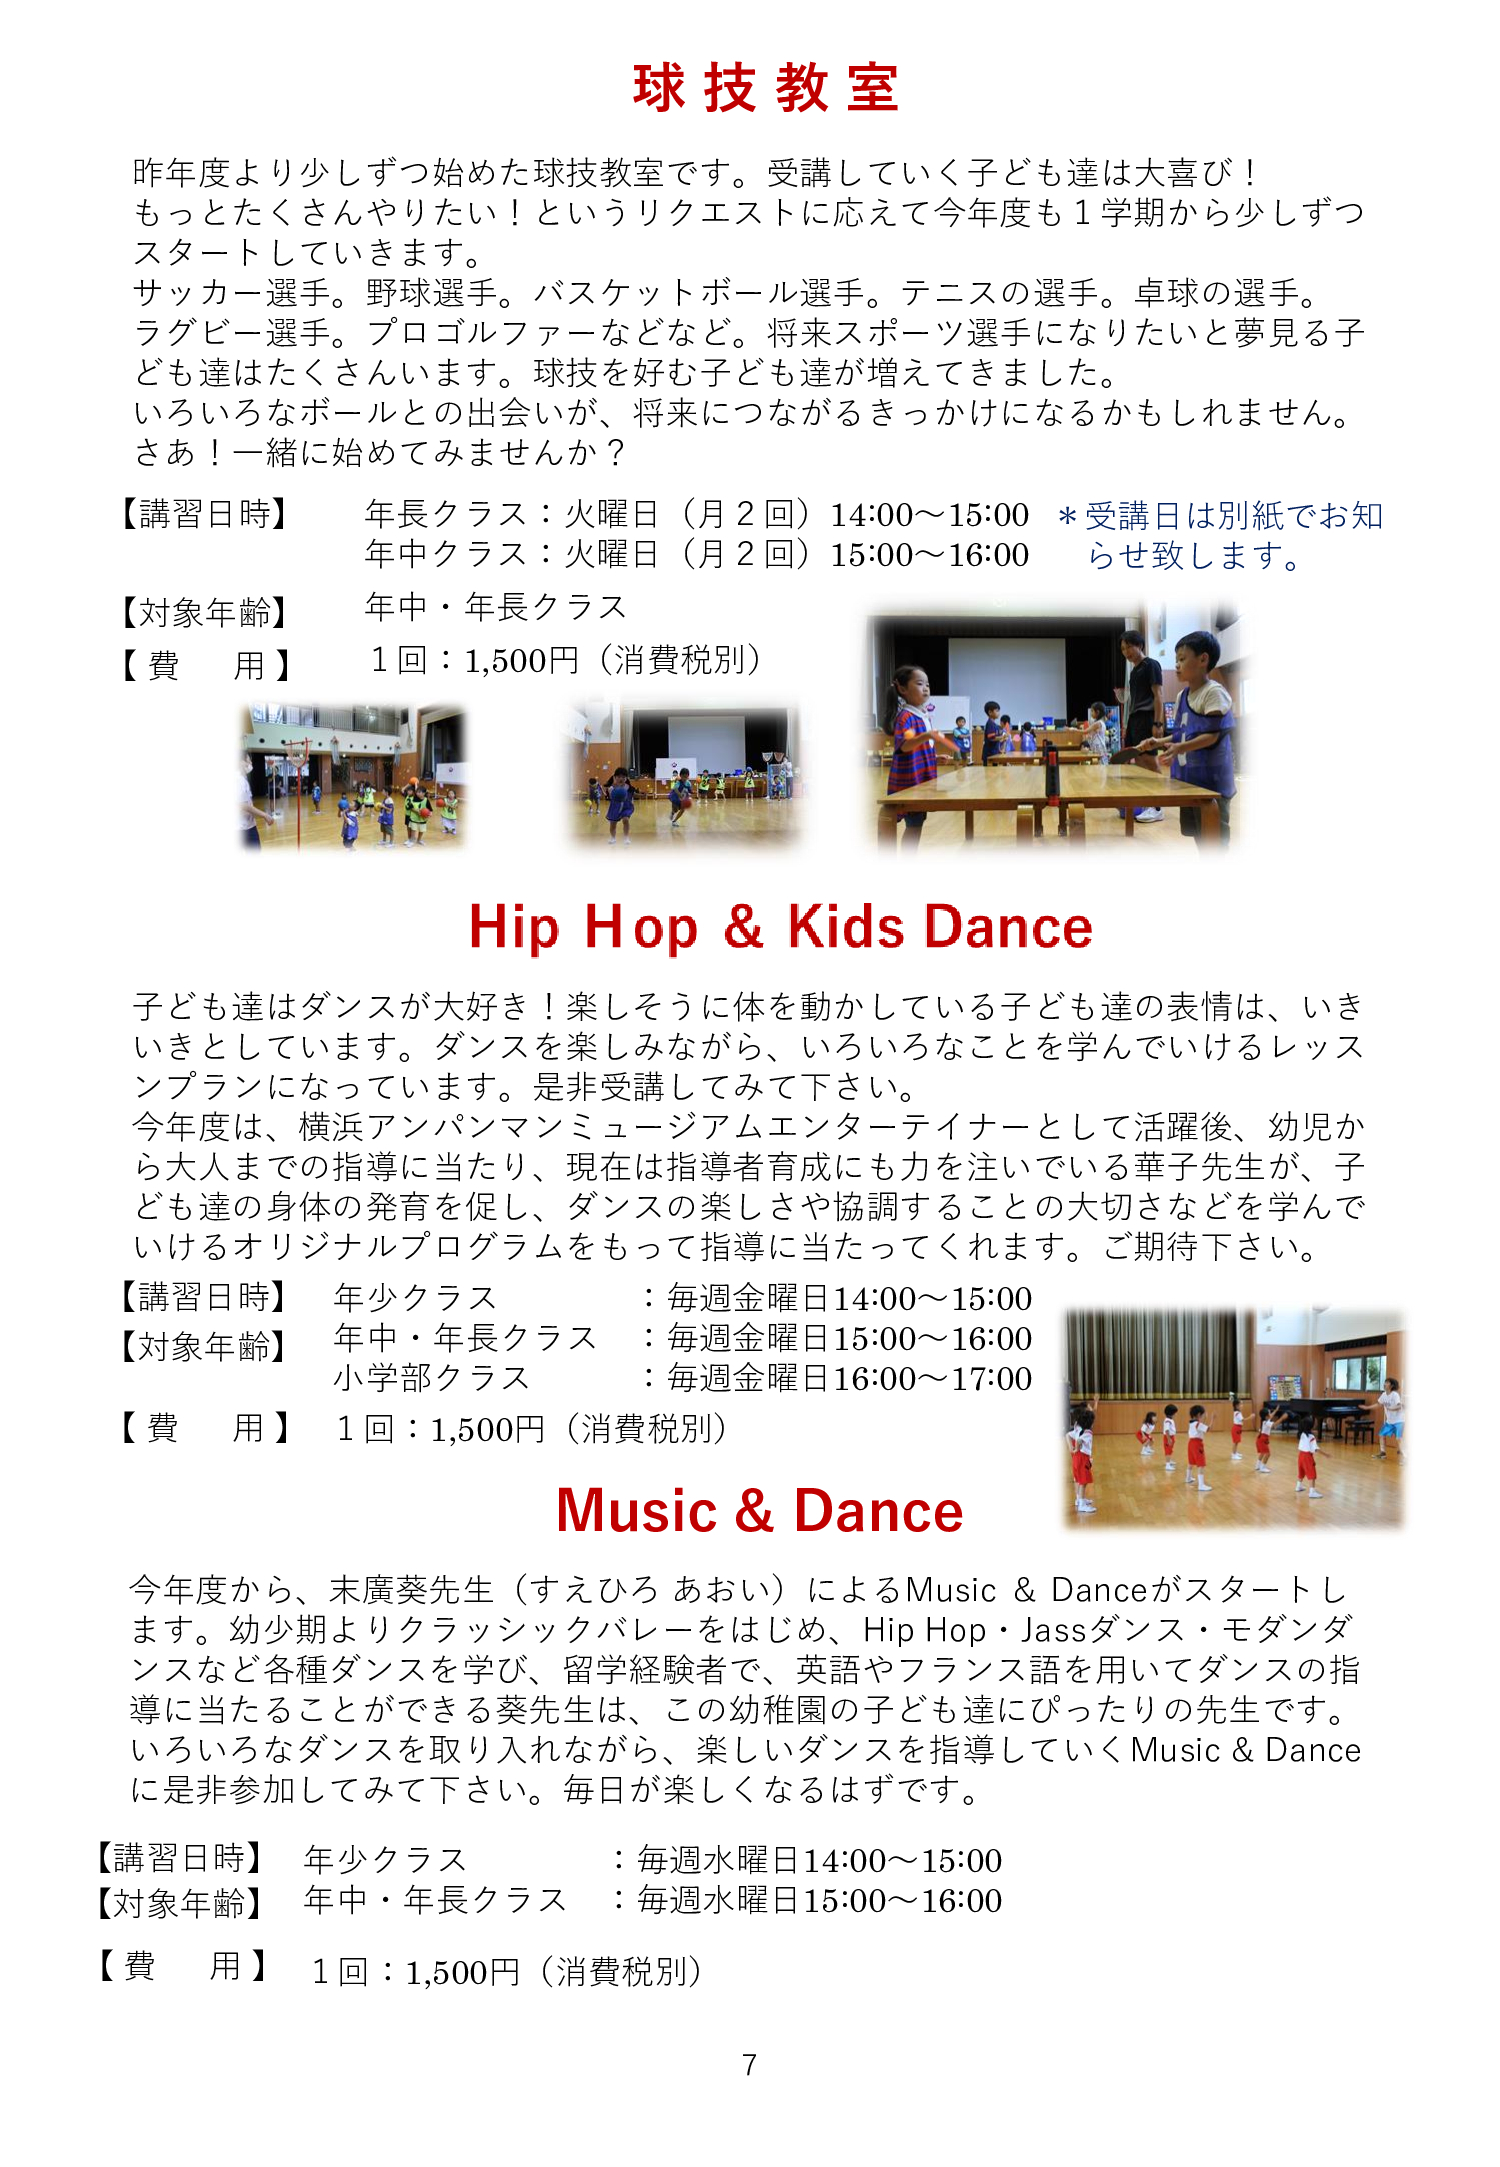 球技教室
昨年度より少しずつ始めた球技教室です。受講していく子ども達は大喜び！
もっとたくさんやりたい！というリクエストに応えて今年度も１学期から少しずつ
スタートしていきます。
サッカー選手。野球選手。バスケットボール選手。テニスの選手。卓球の選手。
ラグビー選手。プロゴルファーなどなど。将来スポーツ選手になりたいと夢見る子
ども達はたくさんいます。球技を好む子ども達が増えてきました。
いろいろなボールとの出会いが、将来につながるきっかけになるかもしれません。
さあ！一緒に始めてみませんか？
【講習日時】 年長クラス：火曜日（月２回）14:00～15:00 ＊受講日は別紙でお知
年中クラス：火曜日（月２回）15:00～16:00 らせ致します。
【対象年齢】 年中・年長クラス
【費 用】 １回：1,500円（消費税別）
Hip Hop & Kids Dance
子ども達はダンスが大好き！楽しそうに体を動かしている子ども達の表情は、いき
いきとしています。ダンスを楽しみながら、いろいろなことを学んでいけるレッス
ンプランになっています。是非受講してみて下さい。
今年度は、横浜アンパンマンミュージアムエンターテイナーとして活躍後、幼児か
ら大人までの指導に当たり、現在は指導者育成にも力を注いでいる華子先生が、子
ども達の身体の発育を促し、ダンスの楽しさや協調することの大切さなどを学んで
いけるオリジナルプログラムをもって指導に当たってくれます。ご期待下さい。
【講習日時】 年少クラス ：毎週金曜日14:00～15:00
【対象年齢】 年中・年長クラス ：毎週金曜日15:00～16:00
小学部クラス ：毎週金曜日16:00～17:00
【費 用】 １回：1,500円（消費税別）
Music & Dance
今年度から、末廣葵先生（すえひろ あおい）によるMusic & Danceがスタートし
ます。幼少期よりクラッシックバレーをはじめ、Hip Hop・Jassダンス・モダンダ
ンスなど各種ダンスを学び、留学経験者で、英語やフランス語を用いてダンスの指
導に当たることができる葵先生は、この幼稚園の子ども達にぴったりの先生です。
いろいろなダンスを取り入れながら、楽しいダンスを指導していくMusic & Dance
に是非参加してみて下さい。毎日が楽しくなるはずです。
【講習日時】 年少クラス ：毎週水曜日14:00～15:00
【対象年齢】 年中・年長クラス ：毎週水曜日15:00～16:00
【費 用】 １回：1,500円（消費税別）
7